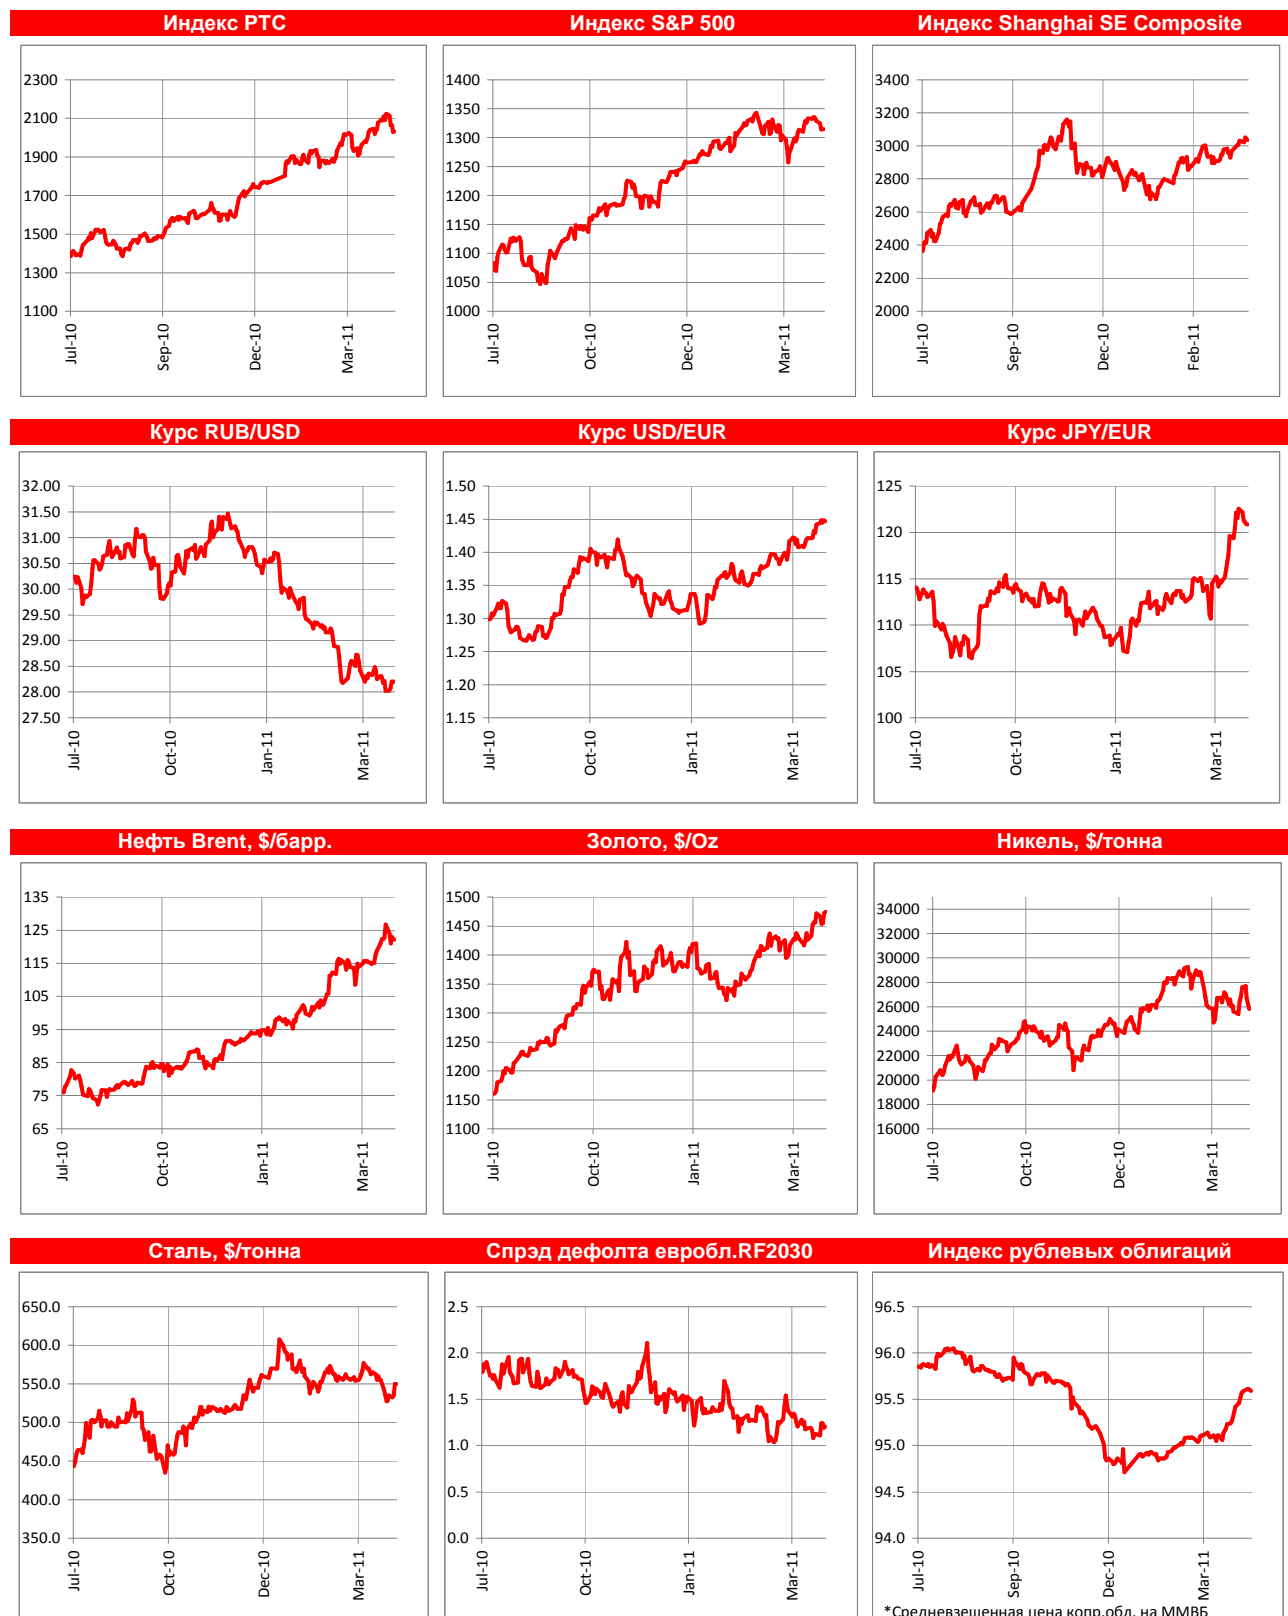 Индекс РТС
Индекс S&P 500
Индекс Shanghai SE Composite
2300
2100
1900
1700
1500
1300
1100
Jul-10
Sep-10
Dec-10
Mar-11
1400
1350
1300
1250
1200
1150
1100
1050
1000
Jul-10
Oct-10
Dec-10
Mar-11
3400
3200
3000
2800
2600
2400
2200
2000
Jul-10
Sep-10
Dec-10
Feb-11
Курс RUB/USD
Курс USD/EUR
Курс JPY/EUR
32.00
31.50
31.00
30.50
30.00
29.50
29.00
28.50
28.00
27.50
Jul-10
Oct-10
Jan-11
Mar-11
1.50
1.45
1.40
1.35
1.30
1.25
1.20
1.15
Jul-10
Oct-10
Jan-11
Mar-11
125
120
115
110
105
100
Jul-10
Oct-10
Jan-11
Mar-11
Нефть Brent, $/барр.
Золото, $/Oz
Никель, $/тонна
135
125
115
105
95
85
75
65
Jul-10
Oct-10
Jan-11
Mar-11
1500
1450
1400
1350
1300
1250
1200
1150
1100
Jul-10
Oct-10
Jan-11
Mar-11
34000
32000
30000
28000
26000
24000
22000
20000
18000
16000
Jul-10
Oct-10
Dec-10
Mar-11
Сталь, $/тонна
Спрэд дефолта евробл.RF2030
Индекс рублевых облигаций
650.0
600.0
550.0
500.0
450.0
400.0
350.0
Jul-10
Oct-10
Dec-10
Mar-11
2.5
2.0
1.5
1.0
0.5
0.0
Jul-10
Oct-10
Jan-11
Mar-11
96.5
96.0
95.5
95.0
94.5
94.0
Jul-10
Sep-10
Dec-10
Mar-11
*Средневзешенная цена копр.обл. на ММВБ